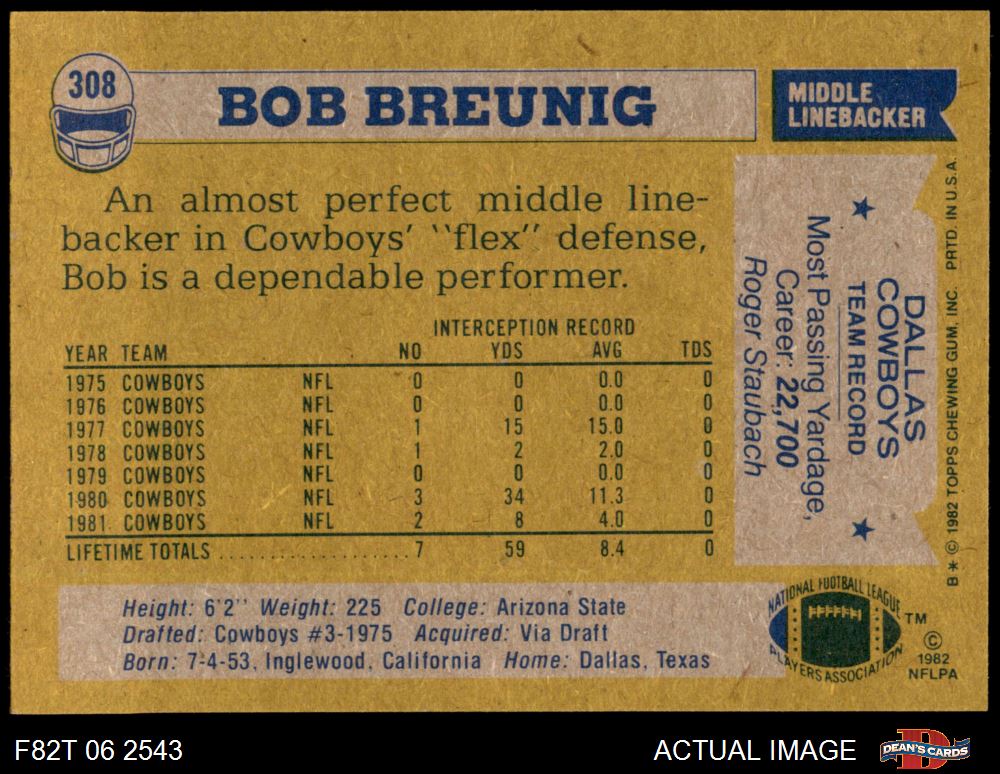 308
BOB BREUNIG
MIDDLE
LINEBACKER
An almost perfect middle line-
backer in Cowboys' ``flex'' defense,
Bob is a dependable performer.
INTERCEPTION RECORD
YEAR TEAM NO YDS AVG TDS
1975 COWBOYS NFL 0 0 0.0 0
1976 COWBOYS NFL 0 0 0.0 0
1977 COWBOYS NFL 1 15 15.0 0
1978 COWBOYS NFL 1 2 2.0 0
1979 COWBOYS NFL 0 0 0.0 0
1980 COWBOYS NFL 3 34 11.3 0
1981 COWBOYS NFL 2 8 4.0 0
LIFETIME TOTALS ................... 7 59 8.4 0
Height: 6'2'' Weight: 225 College: Arizona State
Drafted: Cowboys #3-1975 Acquired: Via Draft
Born: 7-4-53, Inglewood, California Home: Dallas, Texas
DALLAS
COWBOYS
TEAM RECORD
Most Passing Yardage,
Career: 22,700
Roger Staubach
B * © 1982 TOPPS CHEWING GUM, INC. PRTD. IN U.S.A.
NATIONAL FOOTBALL LEAGUE
PLAYERS ASSOCIATION
TM
©
1982
NFLPA
F82T 06 2543
ACTUAL IMAGE
D
DEAN'S CARDS